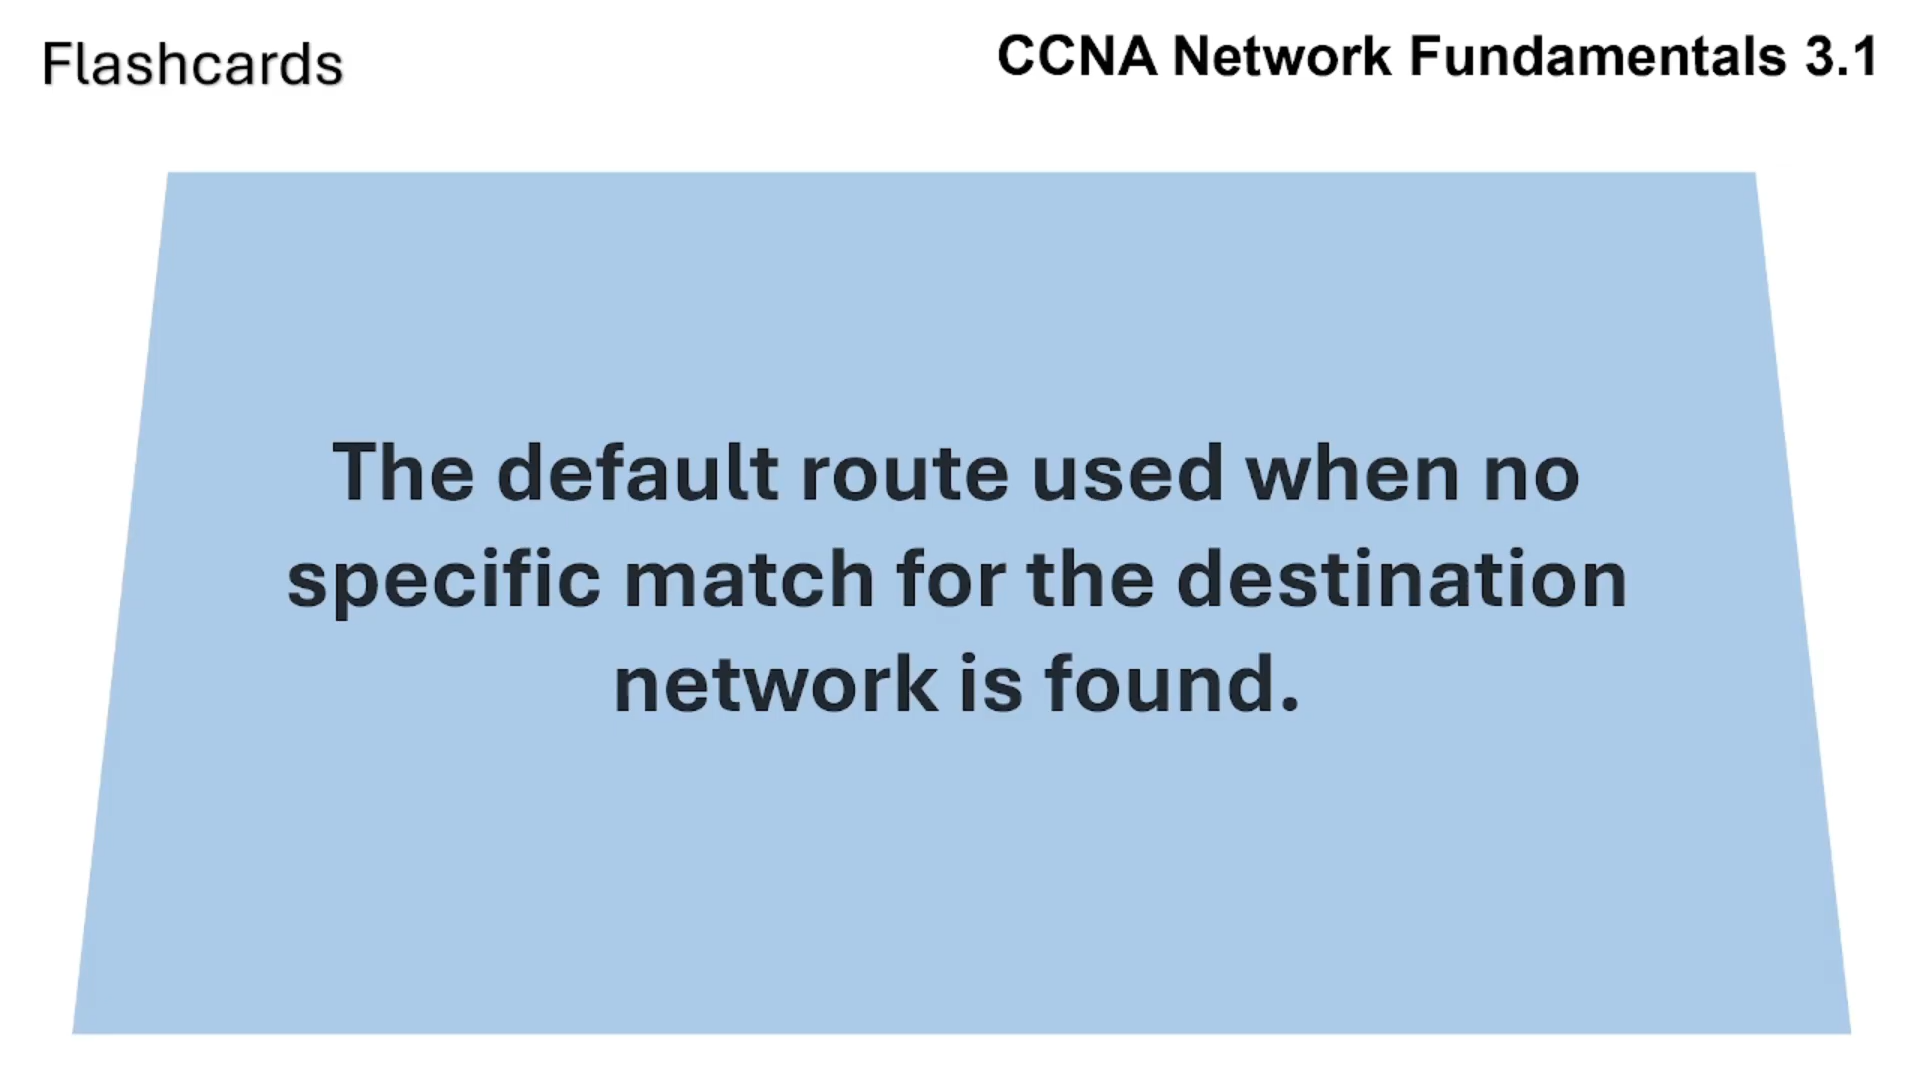 Flashcards
CCNA Network Fundamentals 3.1
The default route used when no
specific match for the destination
network is found.